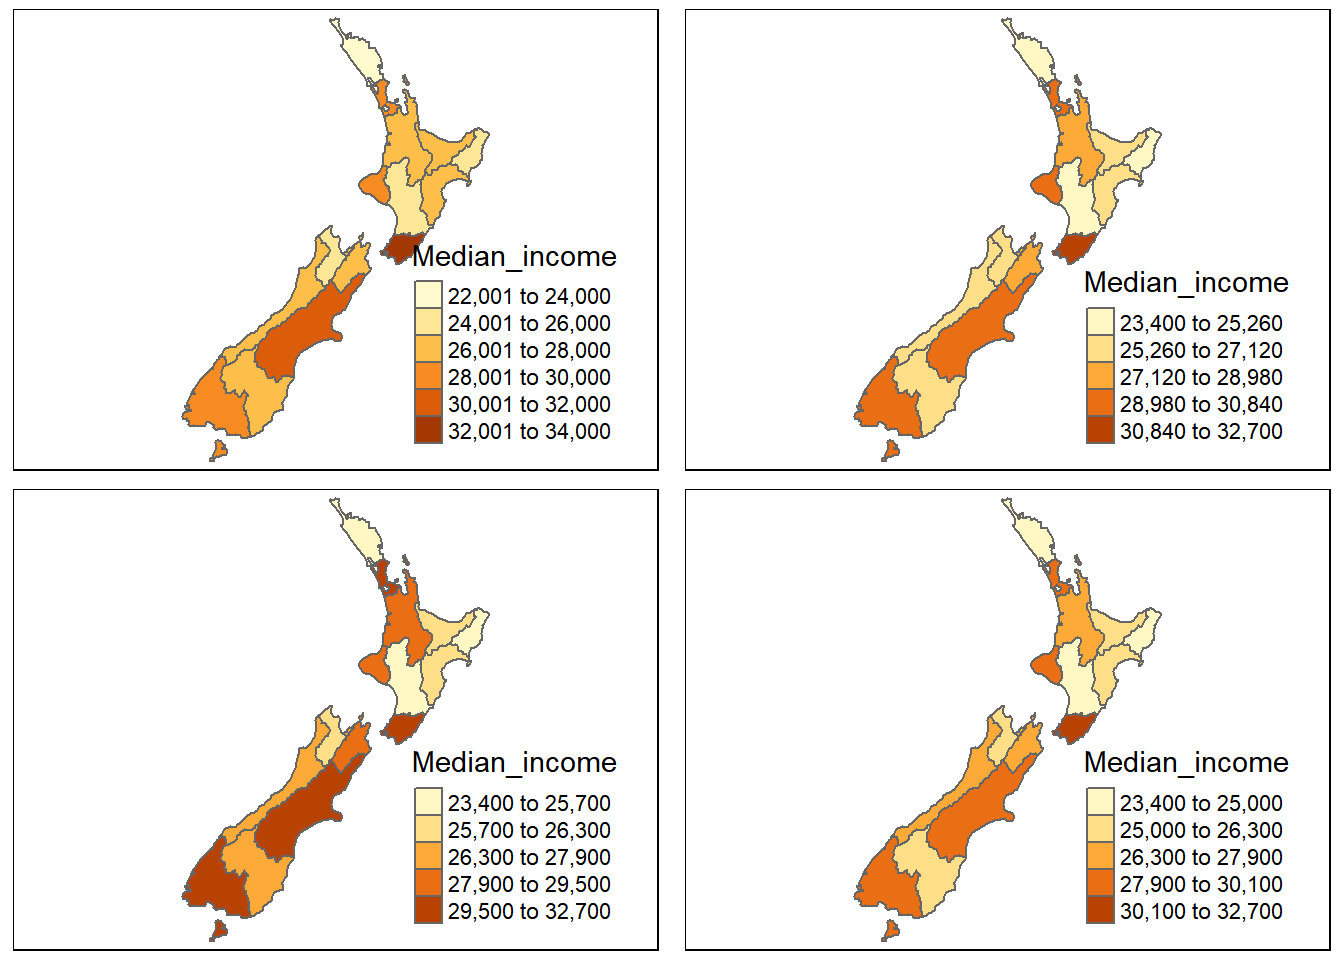 Median_income
22,001 to 24,000
24,001 to 26,000
26,001 to 28,000
28,001 to 30,000
30,001 to 32,000
32,001 to 34,000
Median_income
23,400 to 25,260
25,260 to 27,120
27,120 to 28,980
28,980 to 30,840
30,840 to 32,700
Median_income
23,400 to 25,700
25,700 to 26,300
26,300 to 27,900
27,900 to 29,500
29,500 to 32,700
Median_income
23,400 to 25,000
25,000 to 26,300
26,300 to 27,900
27,900 to 30,100
30,100 to 32,700